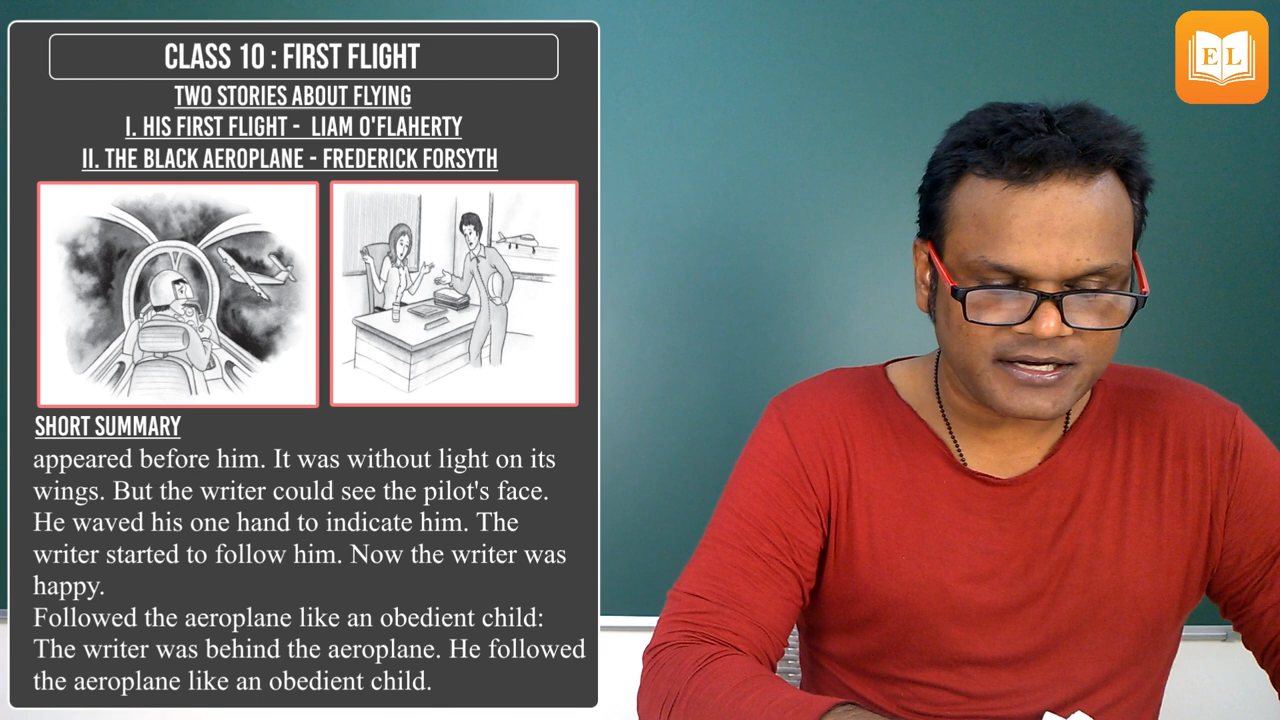 CLASS 10 : FIRST FLIGHT
TWO STORIES ABOUT FLYING
I. HIS FIRST FLIGHT - LIAM O'FLAHERTY
II. THE BLACK AEROPLANE - FREDERICK FORSYTH
SHORT SUMMARY
appeared before him. It was without light on its
wings. But the writer could see the pilot's face.
He waved his one hand to indicate him. The
writer started to follow him. Now the writer was
happy.
Followed the aeroplane like an obedient child:
The writer was behind the aeroplane. He followed
the aeroplane like an obedient child.
E L